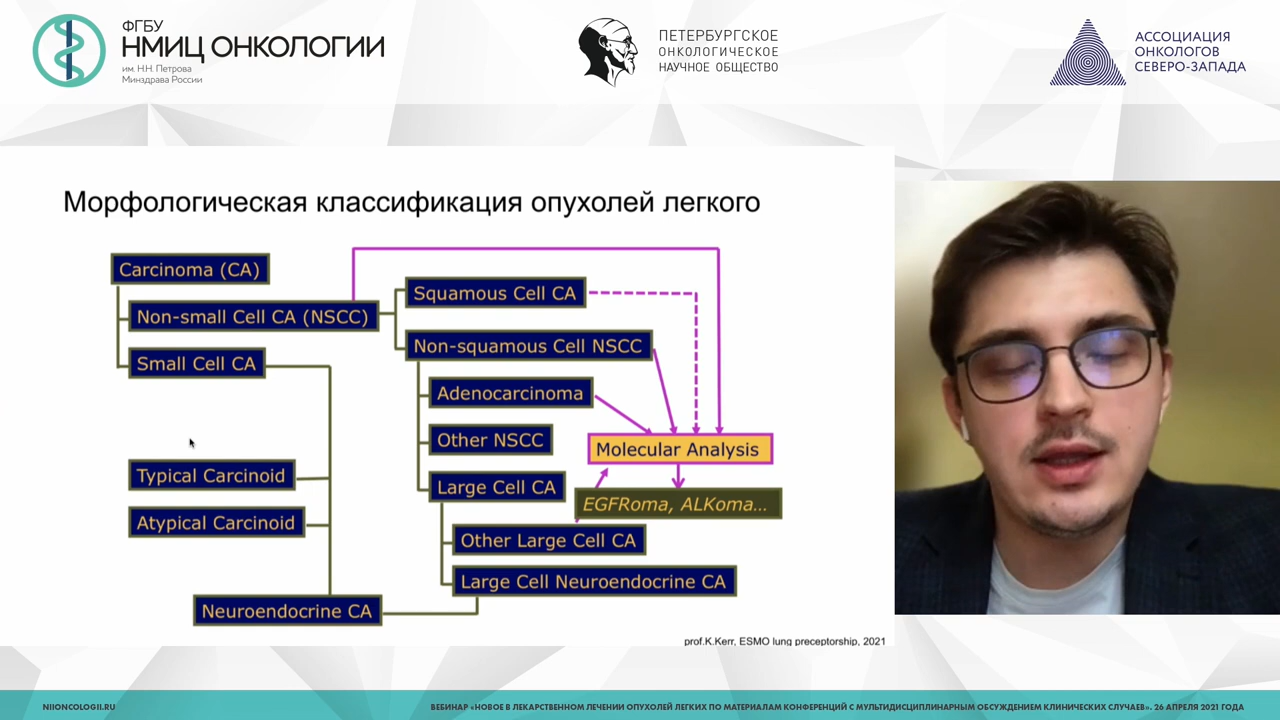 ФГБУ
НМИЦ ОНКОЛОГИИ
им. Н.Н. Петрова
Минздрава России
ПЕТЕРБУРГСКОЕ
ОНКОЛОГИЧЕСКОЕ
НАУЧНОЕ ОБЩЕСТВО
АССОЦИАЦИЯ
ОНКОЛОГОВ
СЕВЕРО-ЗАПАДА
Морфологическая классификация опухолей легкого
Carcinoma (CA)
Non-small Cell CA (NSCC)
Small Cell CA
Typical Carcinoid
Atypical Carcinoid
Neuroendocrine CA
Squamous Cell CA
Non-squamous Cell NSCC
Adenocarcinoma
Other NSCC
Large Cell CA
Other Large Cell CA
Large Cell Neuroendocrine CA
Molecular Analysis
EGFRoma, ALKoma...
prof.K.Kerr, ESMO lung preceptorship, 2021
NIIONCOLOGII.RU
ВЕБИНАР «НОВОЕ В ЛЕКАРСТВЕННОМ ЛЕЧЕНИИ ОПУХОЛЕЙ ЛЕГКИХ ПО МАТЕРИАЛАМ КОНФЕРЕНЦИЙ С МУЛЬТИДИСЦИПЛИНАРНЫМ ОБСУЖДЕНИЕМ КЛИНИЧЕСКИХ СЛУЧАЕВ». 26 АПРЕЛЯ 2021 ГОДА